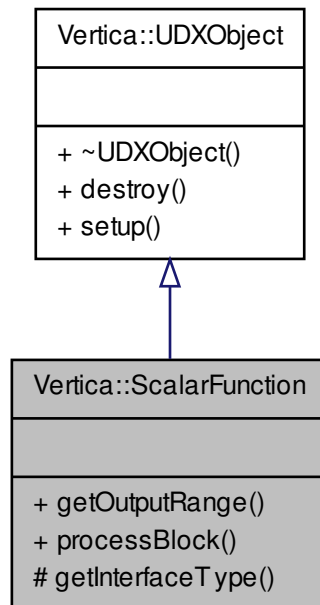 Vertica::UDXObject
+ ~UDXObject()
+ destroy()
+ setup()
Vertica::ScalarFunction
+ getOutputRange()
+ processBlock()
# getInterfaceType()